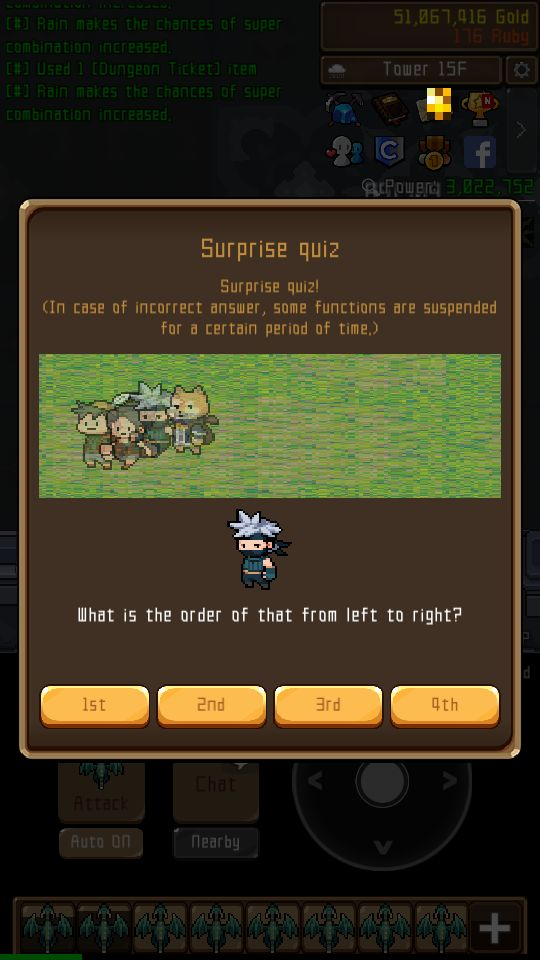 combination increased.
[#] Rain makes the chances of super
combination increased.
[#] Used 1 [Dungeon Ticket] item
[#] Rain makes the chances of super
combination increased.
51,067,416 Gold
176 Ruby
Tower 15F
Power: 3,022,752
Surprise quiz
Surprise quiz!
(In case of incorrect answer, some functions are suspended
for a certain period of time.)
What is the order of that from left to right?
1st 2nd 3rd 4th
Attack
Chat
Auto ON
Nearby